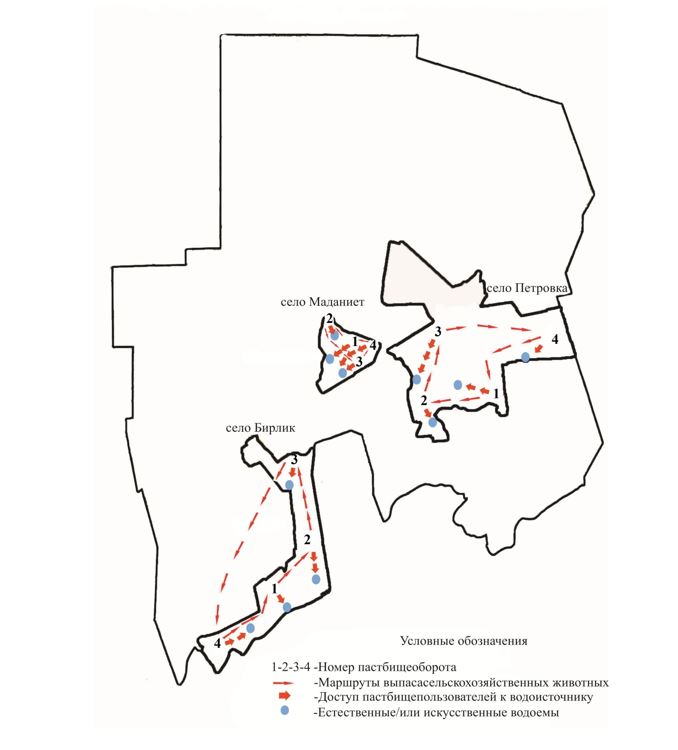 село Петровка
село Маданиет
2
3
4
1
4
3
1
2
село Бирлик
3
2
1
4
Условные обозначения
1-2-3-4 -Номер пастбищеоборота
-Маршруты выпасасельскохозяйственных животных
-Доступ пастбищепользователей к водоисточнику
-Естественные/или искусственные водоемы